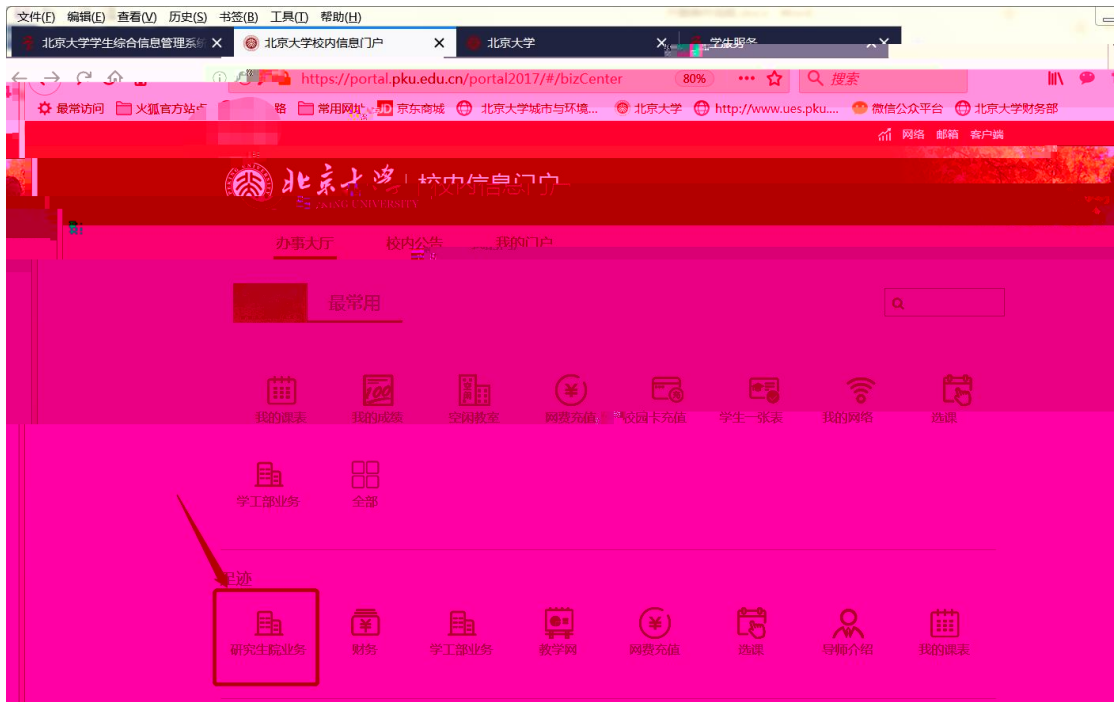 文件(F) 编辑(E) 查看(V) 历史(S) 书签(B) 工具(T) 帮助(H)
北京大学学生综合信息管理系统 北京大学校内信息门户 北京大学 学生服务
https://portal.pku.edu.cn/portal2017/#/bizCenter 80% 搜索
最常访问 火狐官方站点 常用网址 JD 京东商城 北京大学城市与环境... 北京大学 http://www.ues.pku.... 微信公众平台 北京大学财务部
网络 邮箱 客户端
北京大学 校内信息门户
办事大厅 校内公告 我的门户
最常用
我的课表 我的成绩 空闲教室 网费充值 校园卡充值 学生一张表 我的网络 选课
学工部业务 全部
足迹
研究生院业务 财务 学工部业务 教学网 网费充值 选课 导师介绍 我的课表